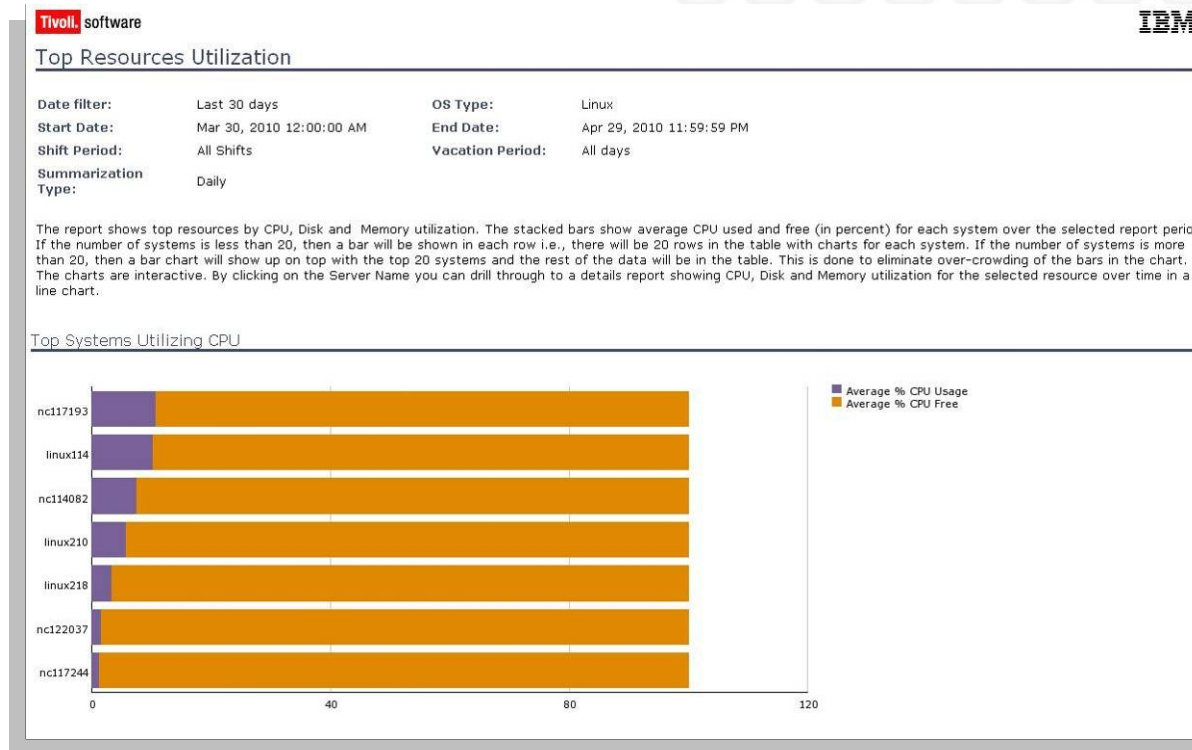 Tivoli. software
IBM
Top Resources Utilization
Date filter: Last 30 days OS Type: Linux
Start Date: Mar 30, 2010 12:00:00 AM End Date: Apr 29, 2010 11:59:59 PM
Shift Period: All Shifts Vacation Period: All days
Summarization
Type: Daily
The report shows top resources by CPU, Disk and Memory utilization. The stacked bars show average CPU used and free (in percent) for each system over the selected report
If the number of systems is less than 20, then a bar will be shown in each row i.e., there will be 20 rows in the table with charts for each system. If the number of systems is more
than 20, then a bar chart will show up on top with the top 20 systems and the rest of the data will be in the table. This is done to eliminate over-crowding of the bars in the chart.
The charts are interactive. By clicking on the Server Name you can drill through to a details report showing CPU, Disk and Memory utilization for the selected resource over time in a
line chart.
Top Systems Utilizing CPU
Average % CPU Usage
Average % CPU Free
nc117193
linux114
nc114082
linux210
linux218
nc122037
nc117244
0 40 80 120